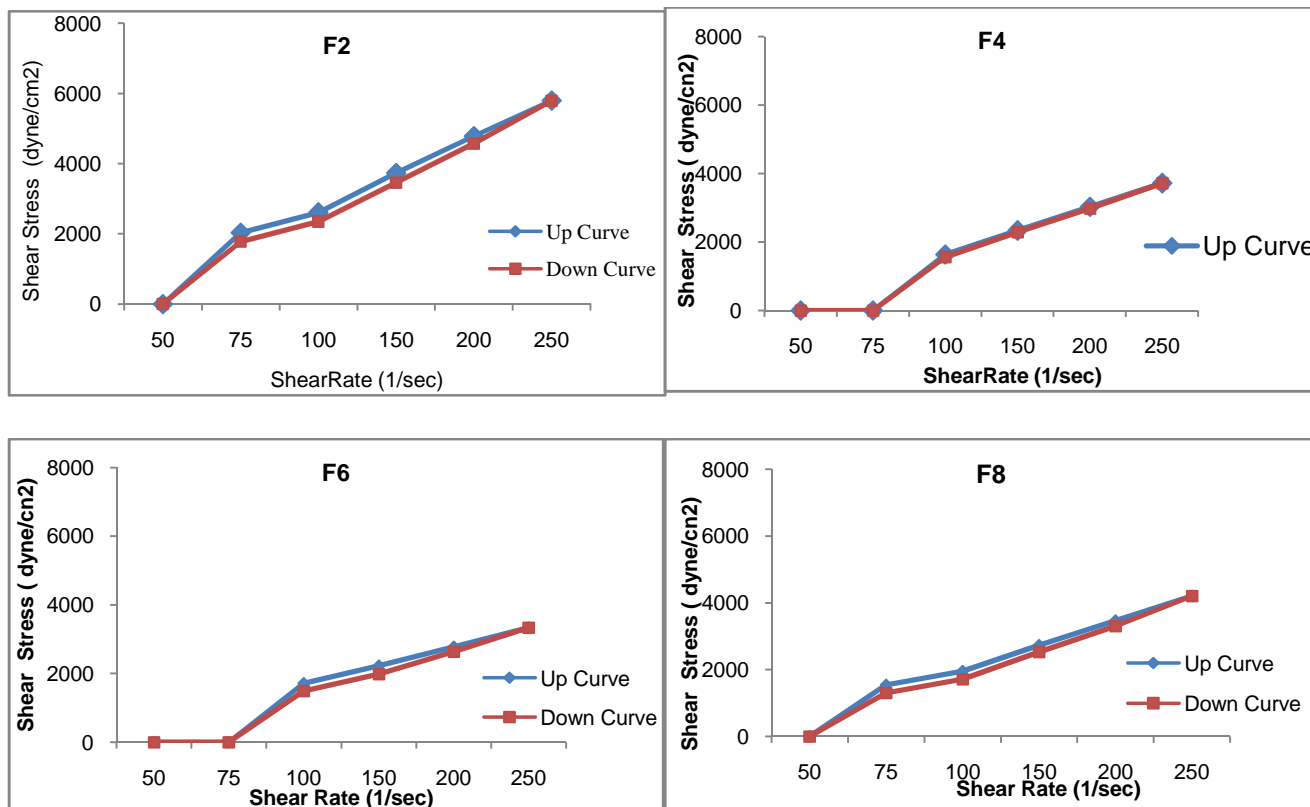 F2
8000
6000
4000
2000
0
Shear Stress (dyne/cm2)
50 75 100 150 200 250
ShearRate (1/sec)
Up Curve
Down Curve
F4
8000
6000
4000
2000
0
Shear Stress ( dyne/cn2)
50 75 100 150 200 250
ShearRate (1/sec)
Up Curve
F6
8000
6000
4000
2000
0
Shear Stress ( dyne/cn2)
50 75 100 150 200 250
Shear Rate (1/sec)
Up Curve
Down Curve
F8
8000
6000
4000
2000
0
Shear Stress ( dyne/cn2)
50 75 100 150 200 250
Shear Rate (1/sec)
Up Curve
Down Curve